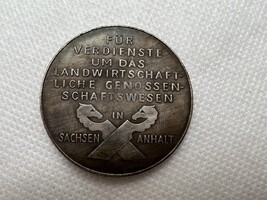 FÜR
VERDIENSTE
UM DAS
LANDWIRTSCHAFT-
LICHE GENOSSEN-
SCHAFTSWESEN
IN
SACHSEN ANHALT